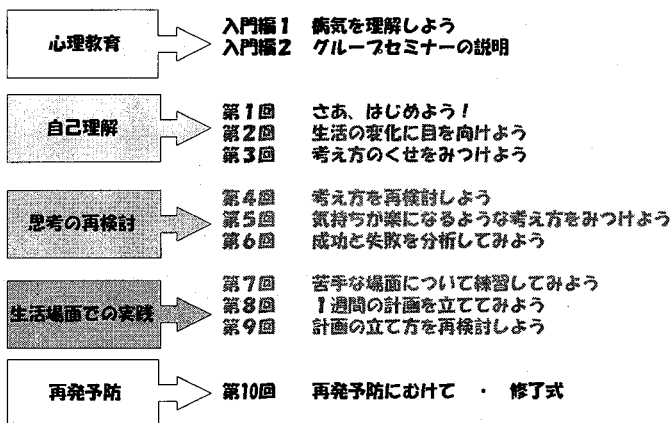 心理教育
入門編1 病気を理解しよう
入門編2 グループセミナーの説明
自己理解
第1回 さあ、はじめよう！
第2回 生活の変化に目を向けよう
第3回 考え方のくせをみつけよう
思考の再検討
第4回 考え方を再検討しよう
第5回 気持ちが楽になるような考え方をみつけよう
第6回 成功と失敗を分析してみよう
生活場面での実践
第7回 苦手な場面について練習してみよう
第8回 1週間の計画を立ててみよう
第9回 計画の立て方を再検討しよう
再発予防
第10回 再発予防にむけて ・ 修了式